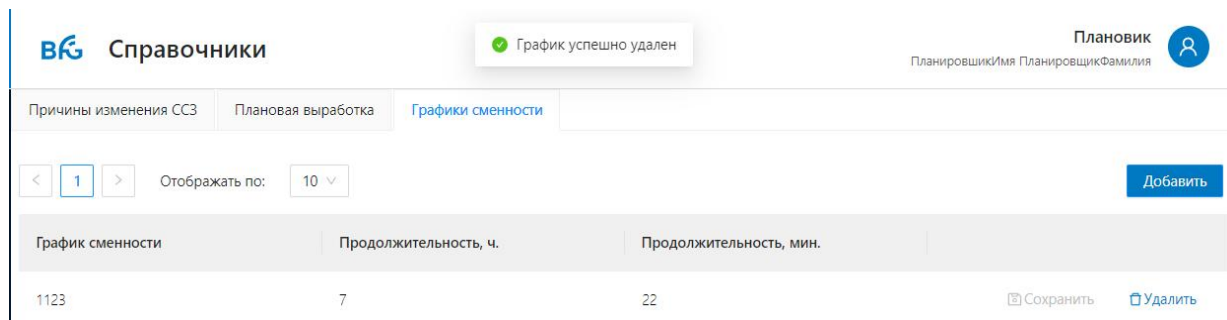 BFG Справочники
График успешно удален
Плановик
ПланировшикИмя ПланировщикФамилия
Причины изменения ССЗ Плановая выработка Графики сменности
< 1 > Отображать по: 10 Добавить
График сменности Продолжительность, ч. Продолжительность, мин.
1123 7 22 Сохранить Удалить